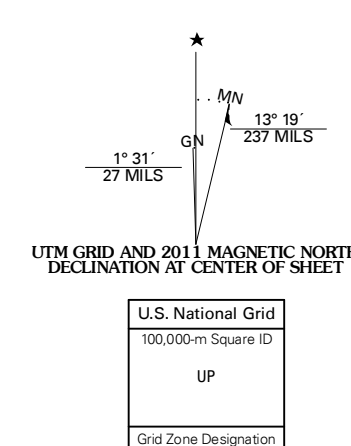 ★
MN
13° 19´
237 MILS
GN
1° 31´
27 MILS
UTM GRID AND 2011 MAGNETIC NORTH
DECLINATION AT CENTER OF SHEET
U.S. National Grid
100,000-m Square ID
UP
Grid Zone Designation